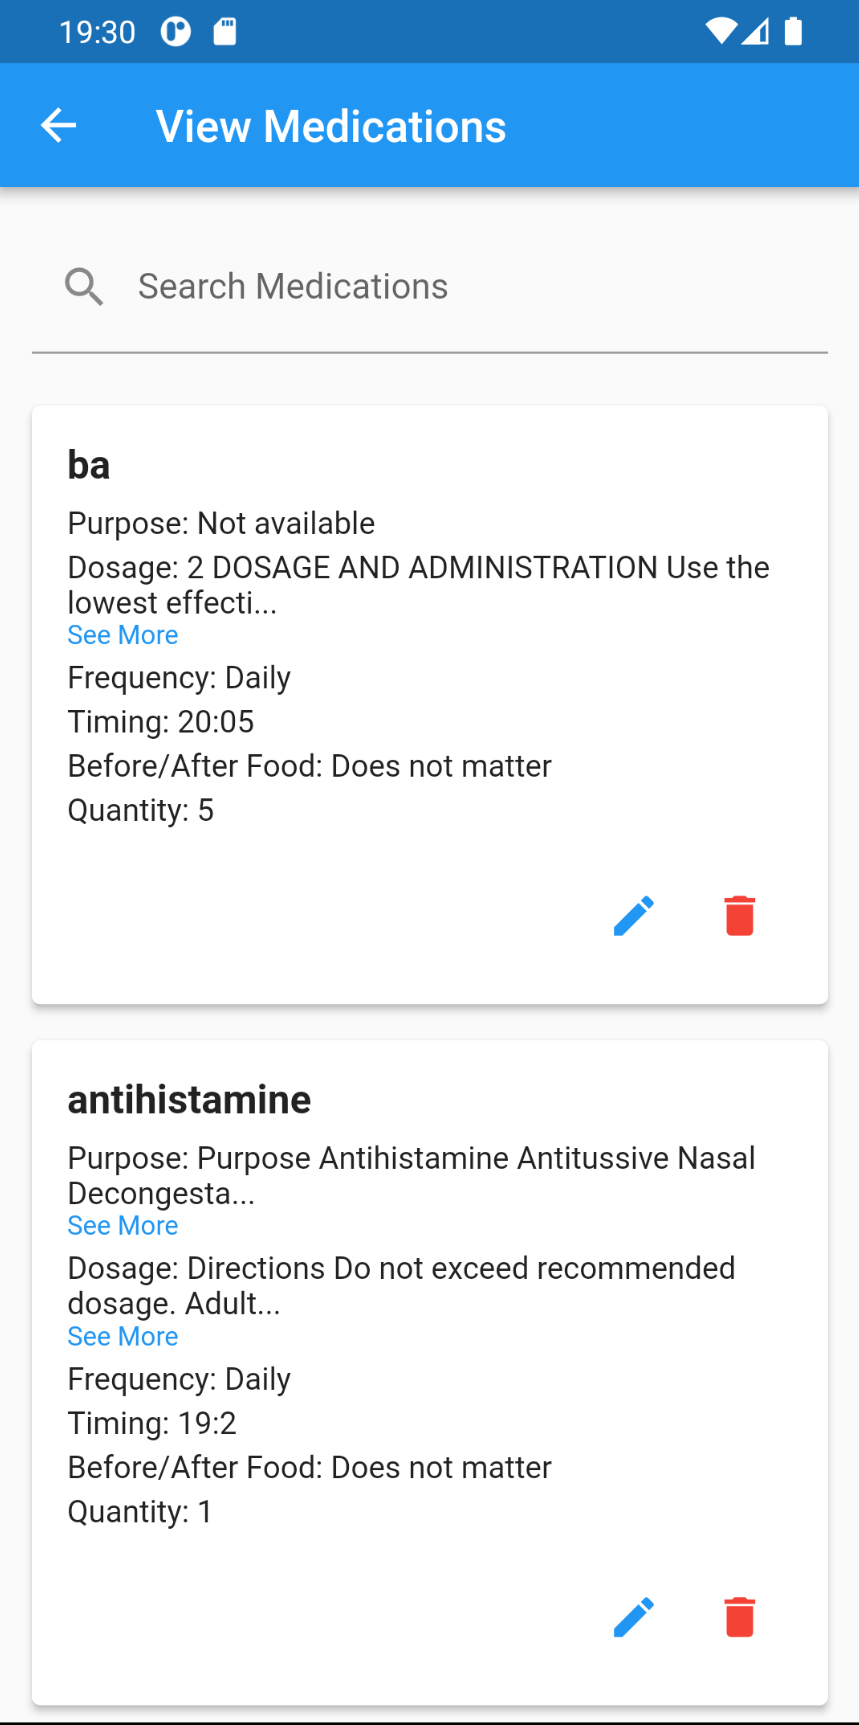 19:30
View Medications
Search Medications
ba
Purpose: Not available
Dosage: 2 DOSAGE AND ADMINISTRATION Use the
lowest effecti...
See More
Frequency: Daily
Timing: 20:05
Before/After Food: Does not matter
Quantity: 5
antihistamine
Purpose: Purpose Antihistamine Antitussive Nasal
Decongesta...
See More
Dosage: Directions Do not exceed recommended
dosage. Adult...
See More
Frequency: Daily
Timing: 19:2
Before/After Food: Does not matter
Quantity: 1